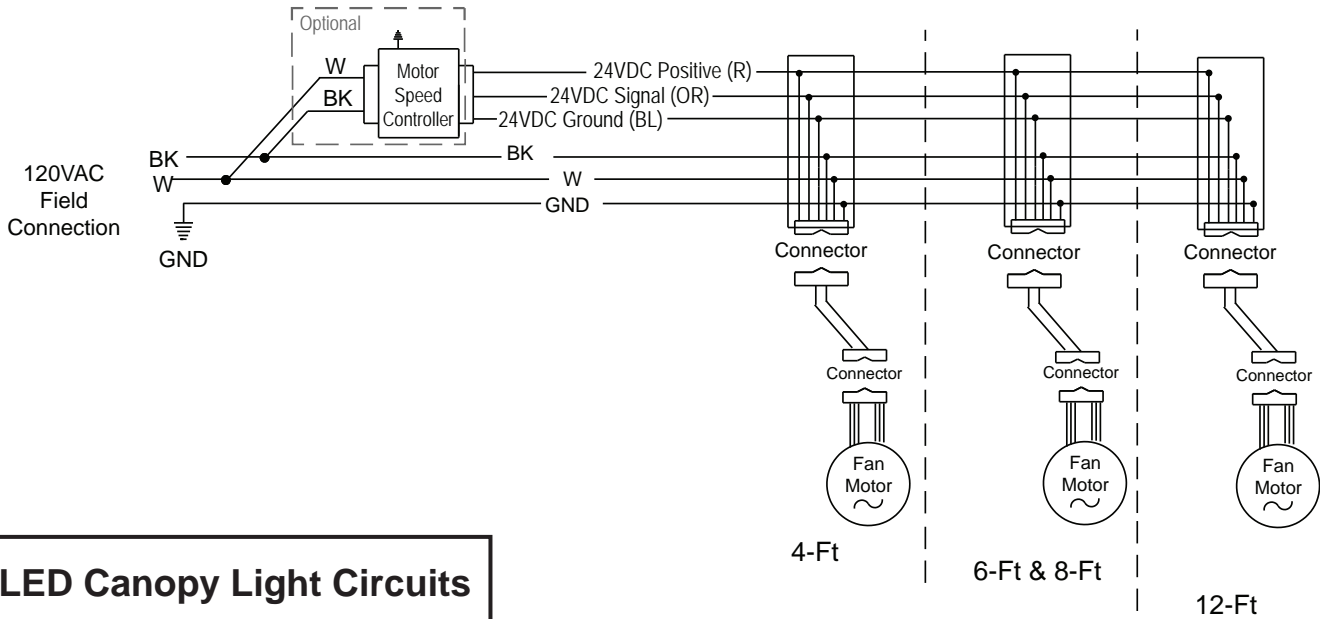 Optional
W
BK
Motor
Speed
Controller
24VDC Positive (R)
24VDC Signal (OR)
24VDC Ground (BL)
120VAC
Field
Connection
BK
W
GND
BK
W
GND
Connector
Connector
Connector
Connector
Connector
Connector
Fan
Motor
Fan
Motor
Fan
Motor
4-Ft
6-Ft & 8-Ft
12-Ft
LED Canopy Light Circuits